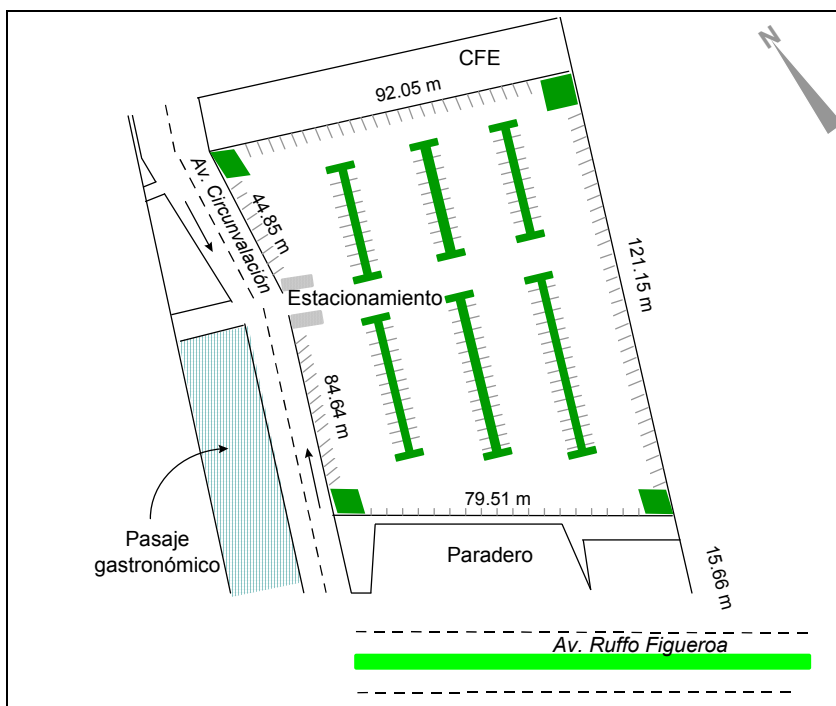 CFE
92.05 m
N
Av. Circunvalación
44.85 m
Estacionamiento
121.15 m
84.64 m
79.51 m
Pasaje
gastronómico
Paradero
15.66 m
Av. Ruffo Figueroa